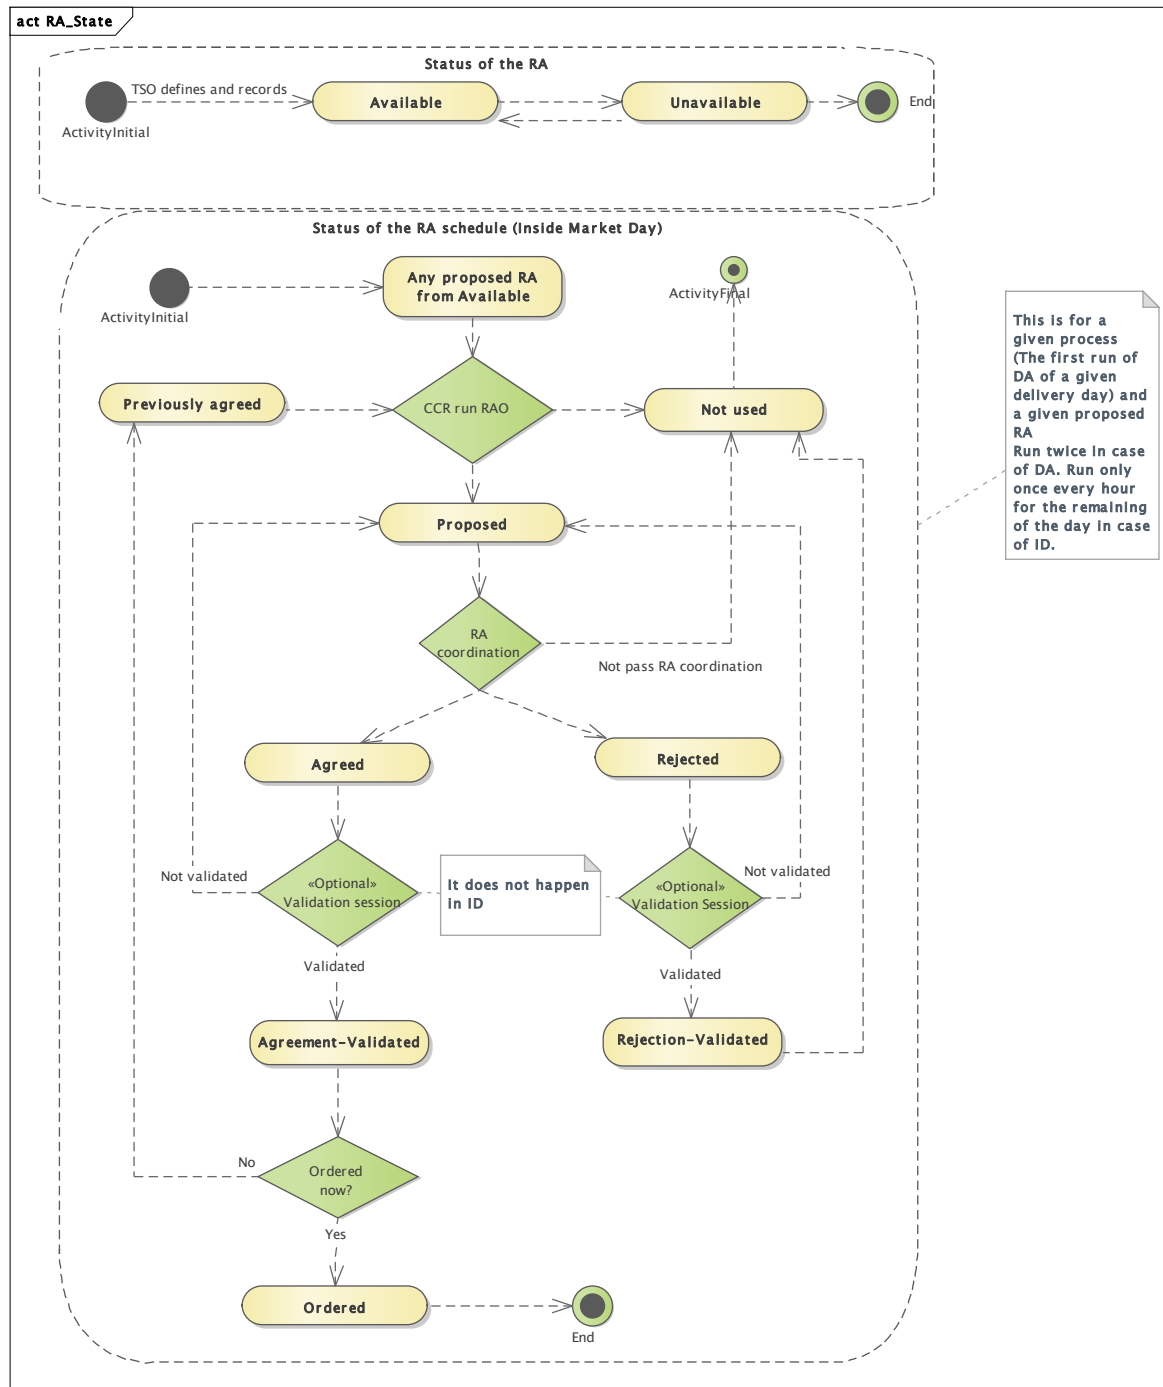 act RA_State
Status of the RA
TSO defines and records
Available
Unavailable
End
ActivityInitial
Status of the RA schedule (Inside Market Day)
Any proposed RA
from Available
ActivityInitial
ActivityFinal
This is for a
given process
(The first run of
DA of a given
delivery day) and
a given proposed
RA
Run twice in case
of DA. Run only
once every hour
for the remaining
of the day in case
of ID.
Previously agreed
CCR run RAO
Not used
Proposed
RA
coordination
Not pass RA coordination
Agreed
Rejected
Not validated
«Optional»
Validation session
It does not happen
in ID
«Optional»
Validation Session
Not validated
Validated
Validated
Agreement-Validated
Rejection-Validated
No
Ordered
now?
Yes
Ordered
End